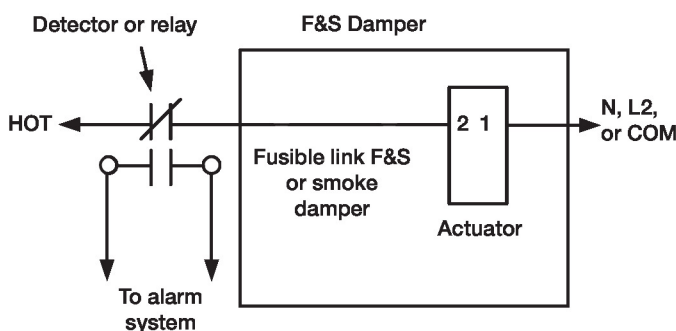 Detector or relay
F&S Damper
HOT
2 1
N, L2,
or COM
Fusible link F&S
or smoke
damper
Actuator
To alarm
system